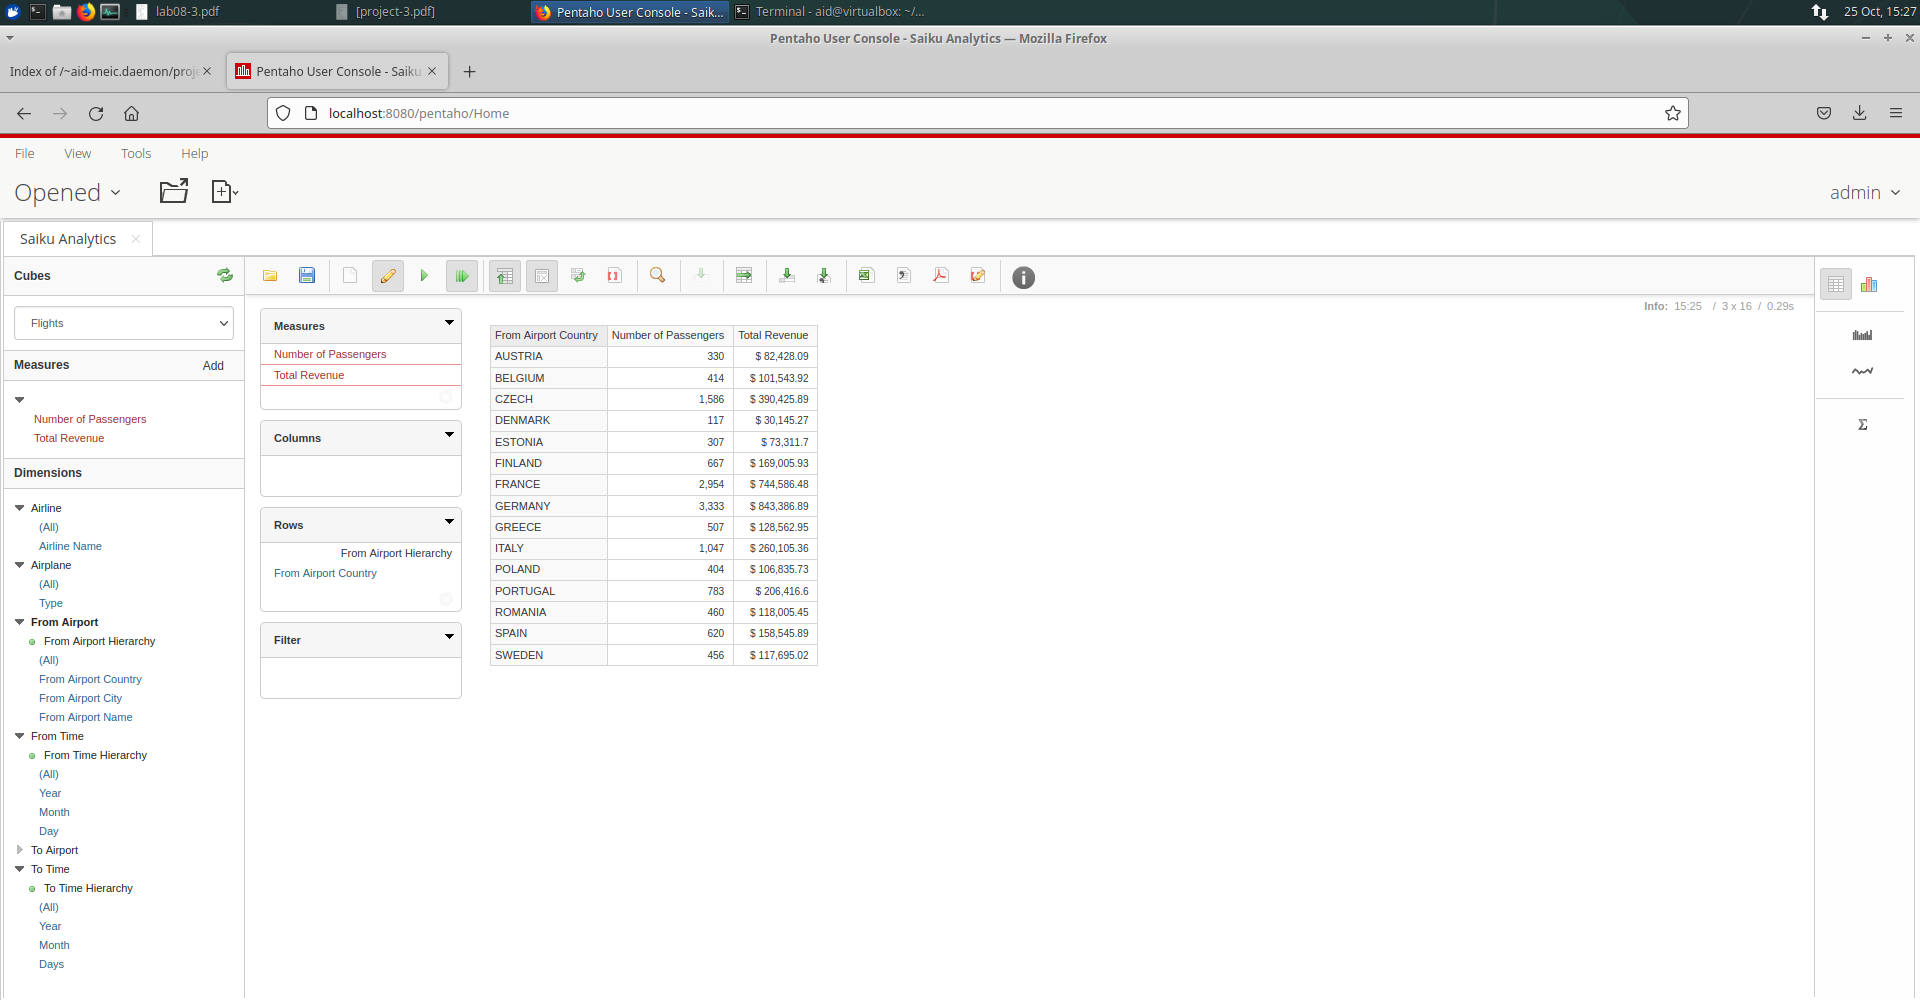 lab08-3.pdf
[project-3.pdf]
Pentaho User Console - Saik...
Terminal - aid@virtualbox: ~/...
25 Oct, 15:27
Pentaho User Console - Saiku Analytics — Mozilla Firefox
Index of /~aid-meic.daemon/proje
Pentaho User Console - Saiku
localhost:8080/pentaho/Home
File View Tools Help
Opened
admin
Saiku Analytics
Cubes
Flights
Measures Add
Number of Passengers
Total Revenue
Dimensions
Airline
(All)
Airline Name
Airplane
(All)
Type
From Airport
From Airport Hierarchy
(All)
From Airport Country
From Airport City
From Airport Name
From Time
From Time Hierarchy
(All)
Year
Month
Day
To Airport
To Time
To Time Hierarchy
(All)
Year
Month
Days
Measures
Number of Passengers
Total Revenue
Columns
Rows
From Airport Hierarchy
From Airport Country
Filter
Info: 15:25 / 3 x 16 / 0.29s
From Airport Country Number of Passengers Total Revenue
AUSTRIA 330 $ 82,428.09
BELGIUM 414 $ 101,543.92
CZECH 1,586 $ 390,425.89
DENMARK 117 $ 30,145.27
ESTONIA 307 $ 73,311.7
FINLAND 667 $ 169,005.93
FRANCE 2,954 $ 744,586.48
GERMANY 3,333 $ 843,386.89
GREECE 507 $ 128,562.95
ITALY 1,047 $ 260,105.36
POLAND 404 $ 106,835.73
PORTUGAL 783 $ 206,416.6
ROMANIA 460 $ 118,005.45
SPAIN 620 $ 158,545.89
SWEDEN 456 $ 117,695.02
Σ